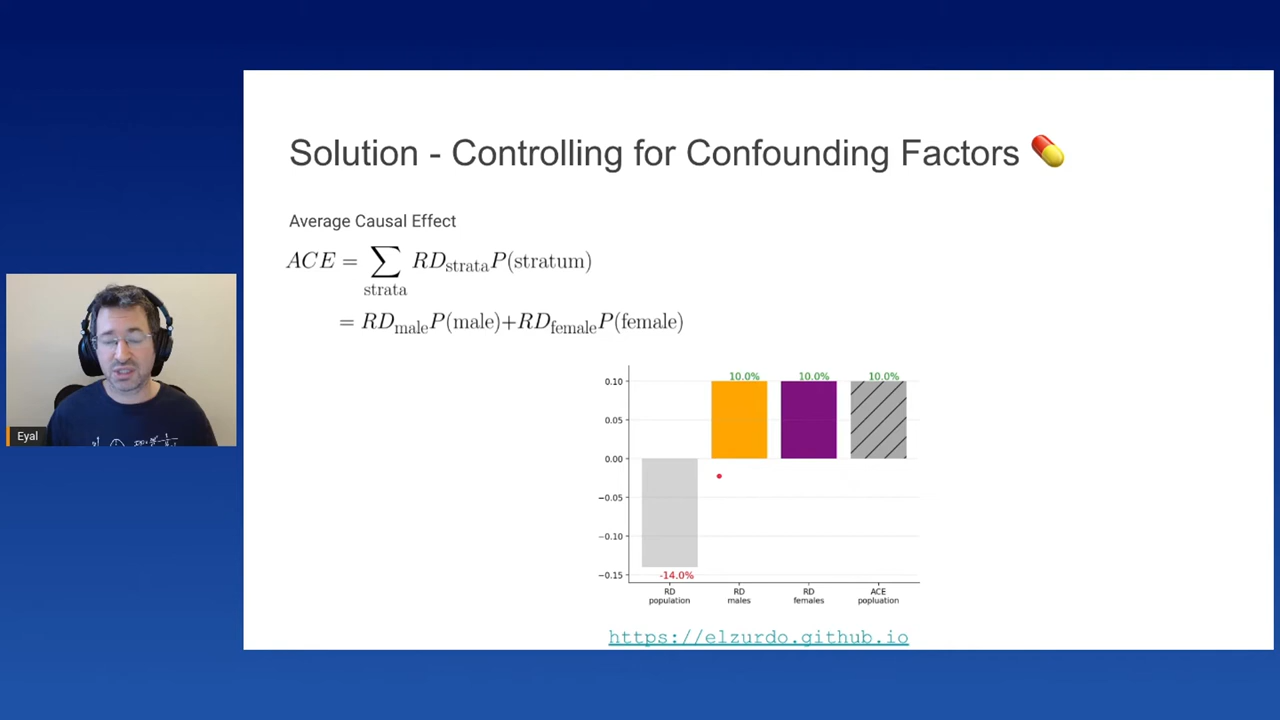 Solution - Controlling for Confounding Factors 💊
Average Causal Effect
ACE = ∑ RD_strata P(stratum)
strata
= RD_male P(male)+RD_female P(female)
10.0% 10.0% 10.0%
0.10
0.05
0.00
−0.05
−0.10
−0.15
-14.0%
RD population
RD males
RD females
ACE popluation
https://elzurdo.github.io
Eyal